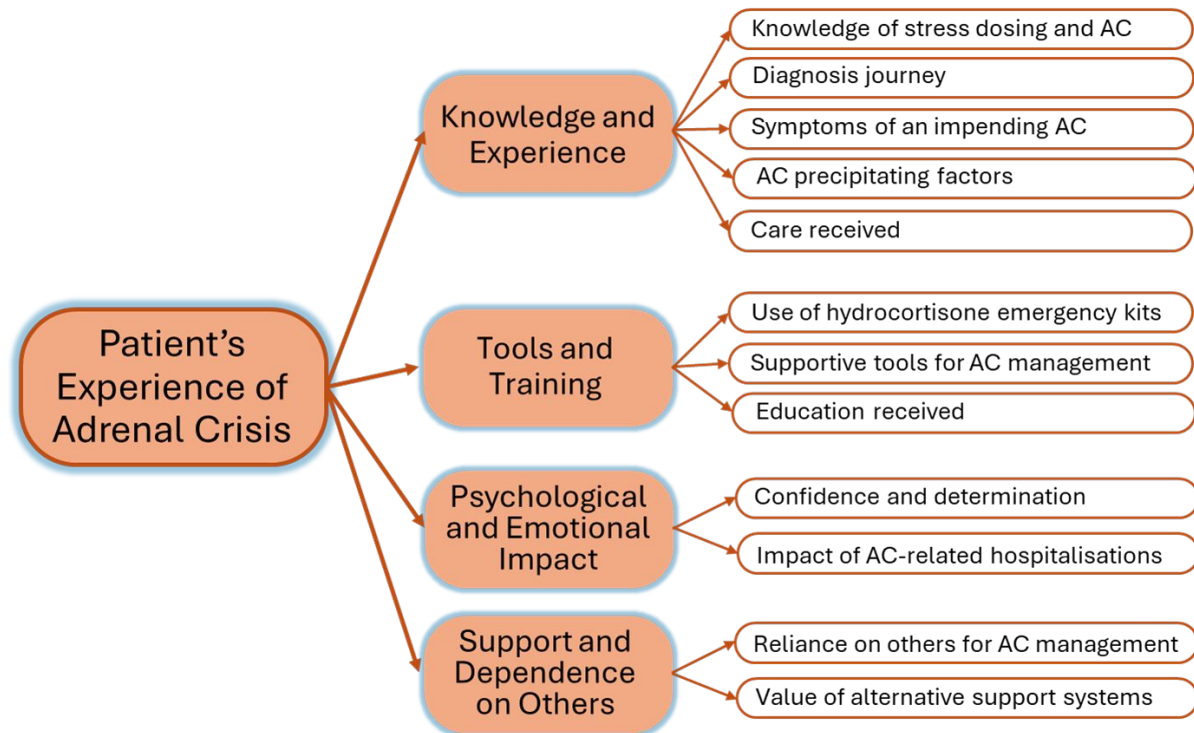 Patient's
Experience of
Adrenal Crisis
Knowledge and
Experience
Knowledge of stress dosing and AC
Diagnosis journey
Symptoms of an impending AC
AC precipitating factors
Care received
Tools and
Training
Use of hydrocortisone emergency kits
Supportive tools for AC management
Education received
Psychological
and Emotional
Impact
Confidence and determination
Impact of AC-related hospitalisations
Support and
Dependence
on Others
Reliance on others for AC management
Value of alternative support systems